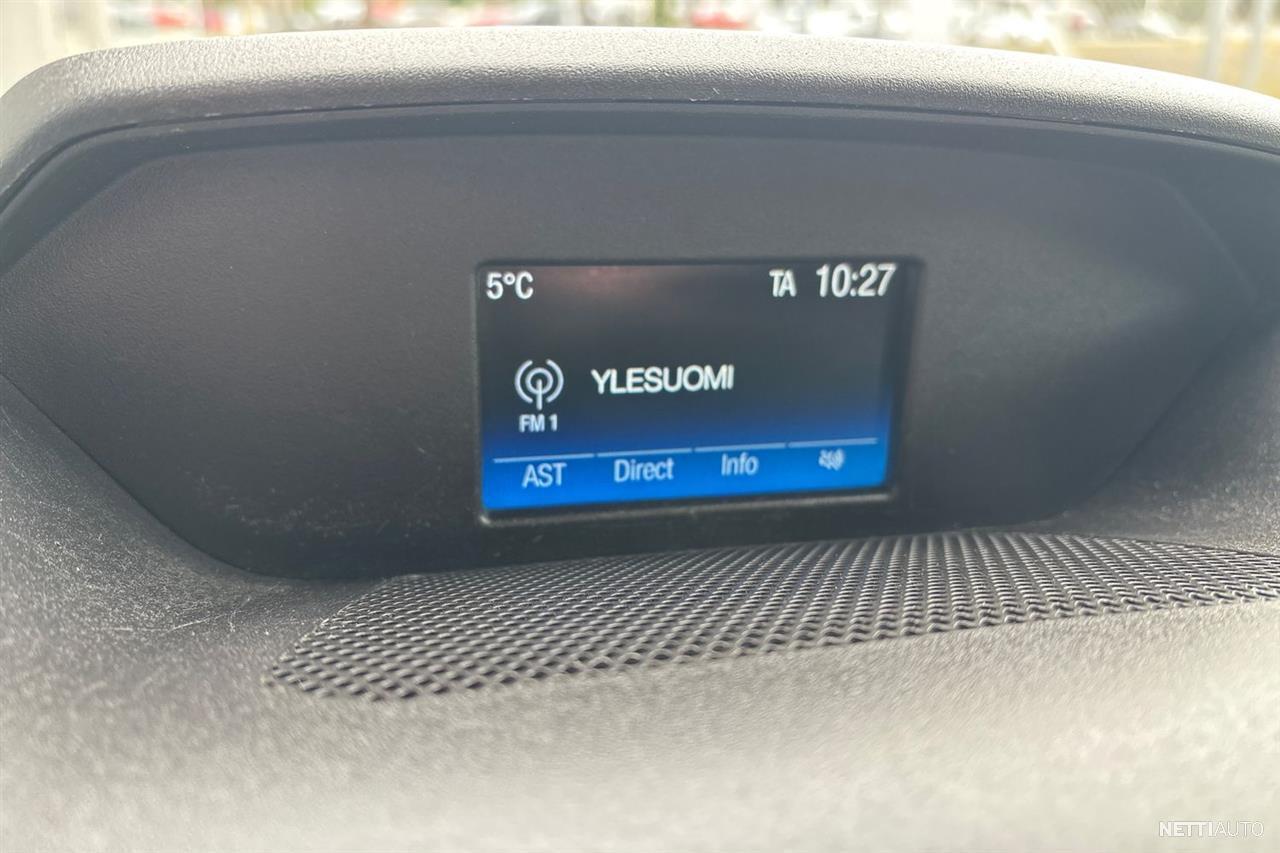 5°C TA 10:27
YLESUOMI
FM 1
AST Direct Info
NETTIAUTO